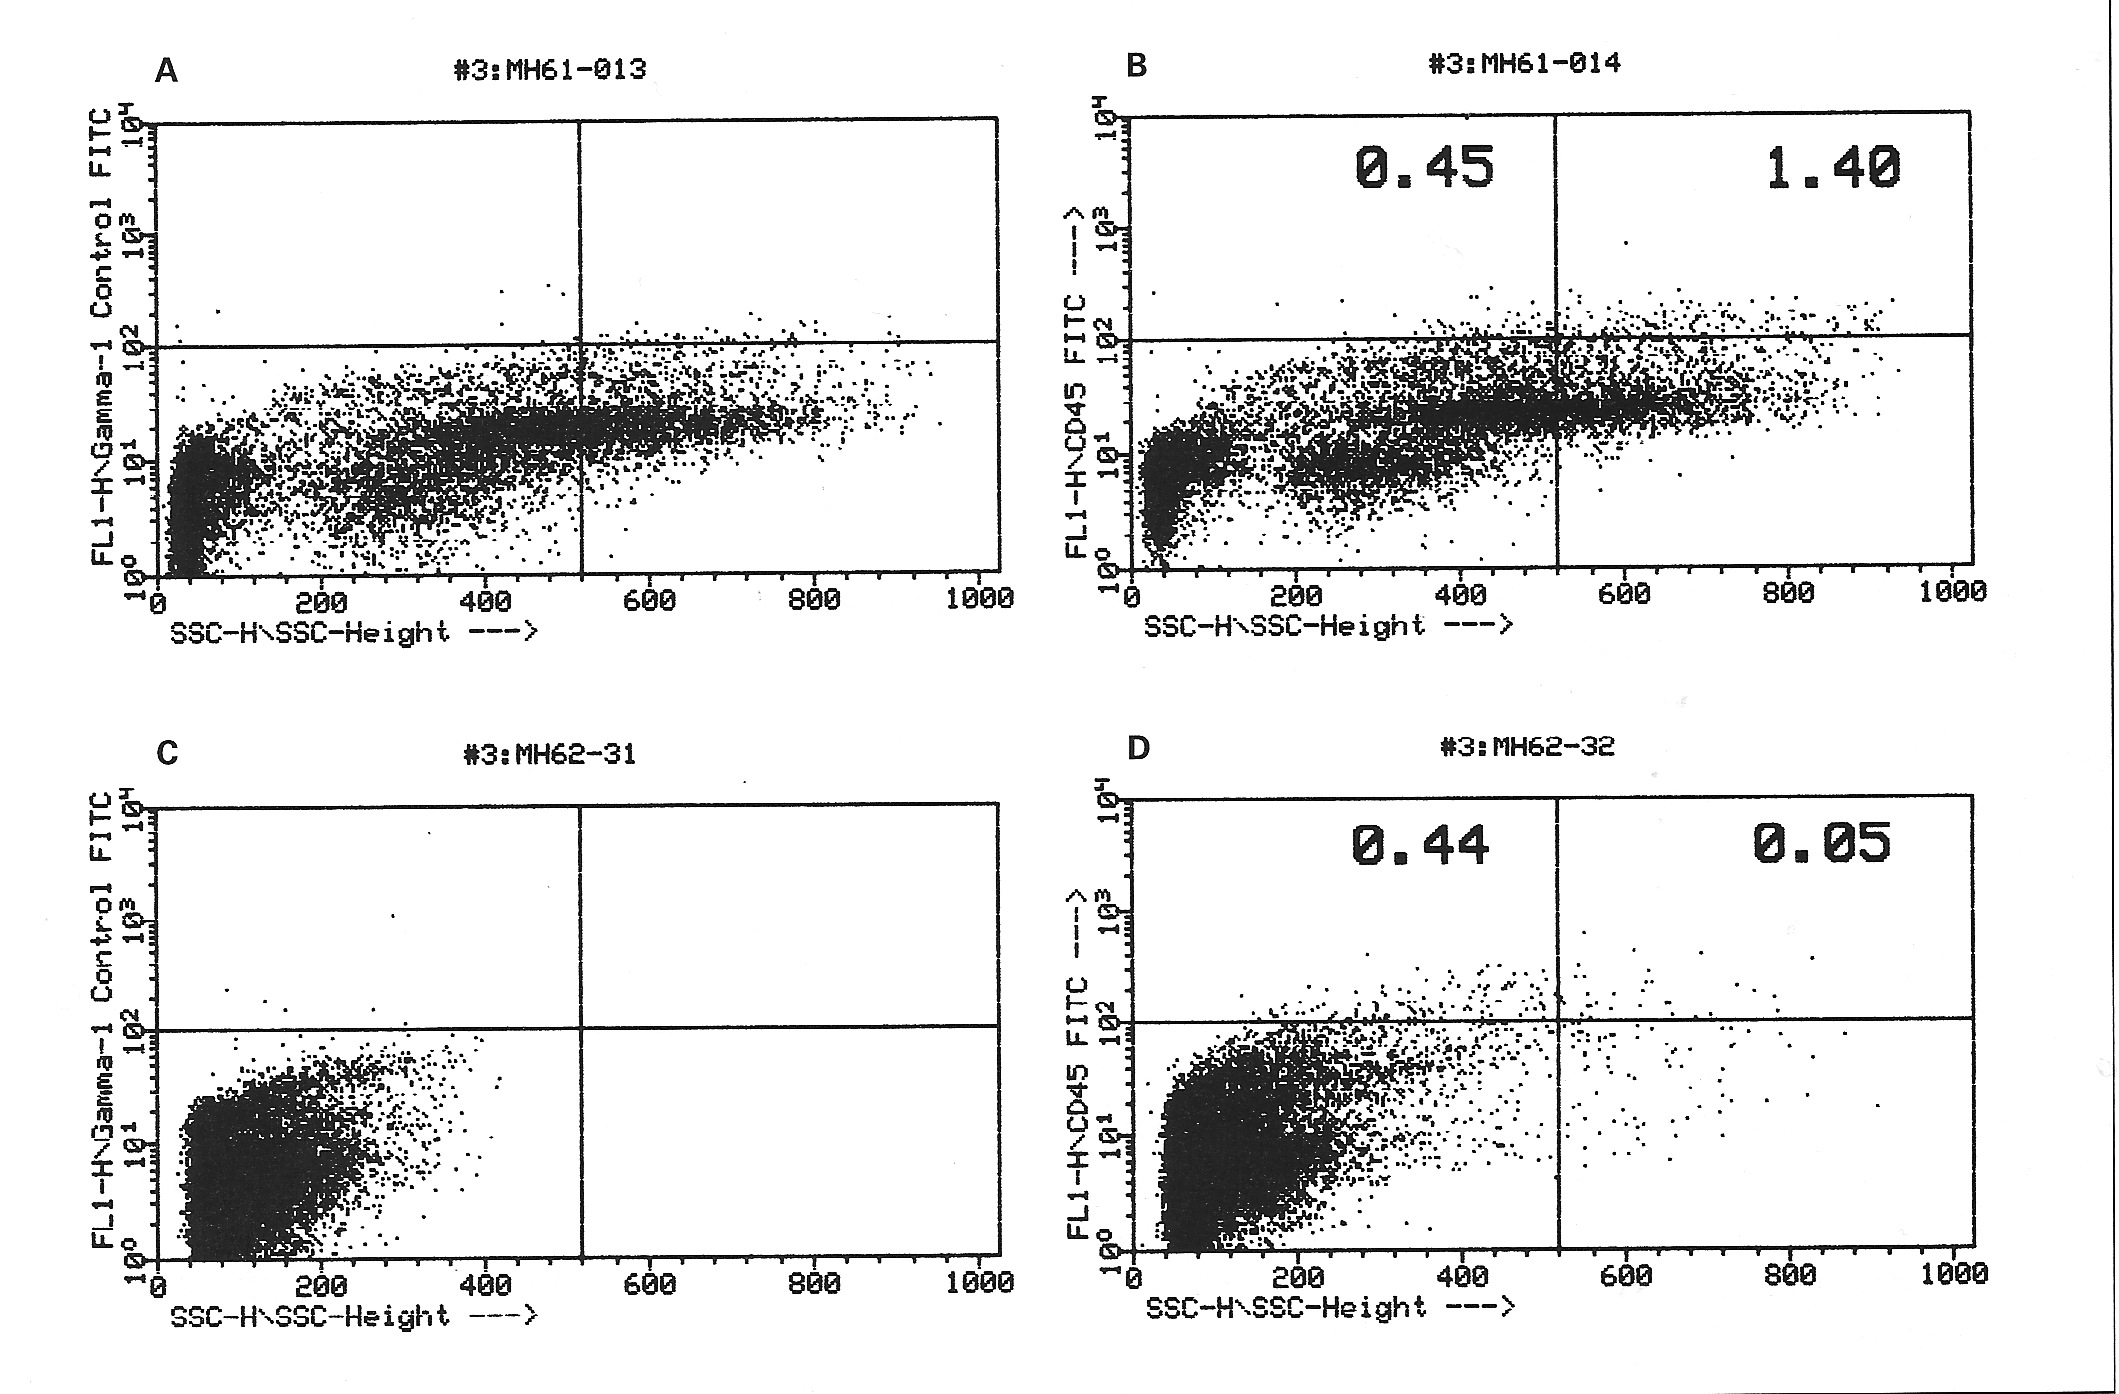 A
#3:MH61-013
FL1-H\Gamma-1 Control FITC
10⁴
10³
10²
10¹
10⁰
0 200 400 600 800 1000
SSC-H\SSC-Height --->
B
#3:MH61-014
0.45 1.40
FL1-H\CD45 FITC --->
10⁴
10³
10²
10¹
10⁰
0 200 400 600 800 1000
SSC-H\SSC-Height --->
C
#3:MH62-31
FL1-H\Gamma-1 Control FITC
10⁴
10³
10²
10¹
10⁰
0 200 400 600 800 1000
SSC-H\SSC-Height --->
D
#3:MH62-32
0.44 0.05
FL1-H\CD45 FITC --->
10⁴
10³
10²
10¹
10⁰
0 200 400 600 800 1000
SSC-H\SSC-Height --->